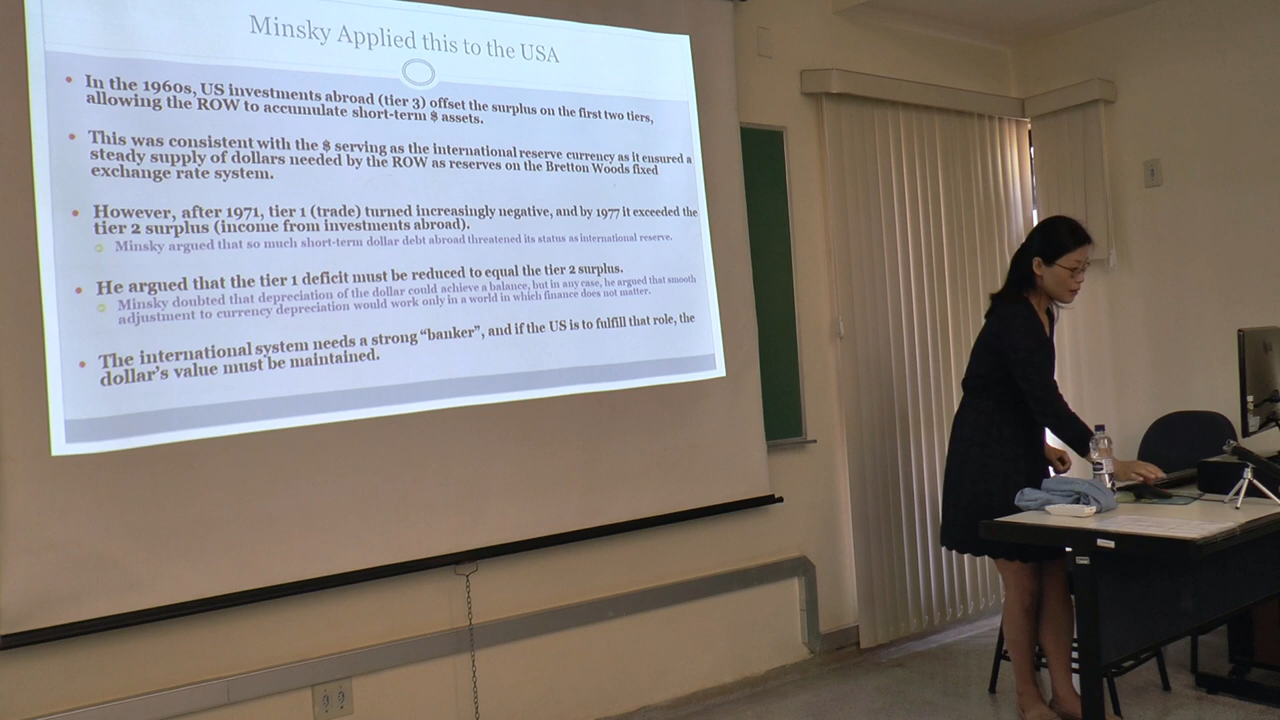 Minsky Applied this to the USA
In the 1960s, US investments abroad (tier 3) offset the surplus on the first two tiers,
allowing the ROW to accumulate short-term $ assets.
This was consistent with the $ serving as the international reserve currency as it ensured a
steady supply of dollars needed by the ROW as reserves on the Bretton Woods fixed
exchange rate system.
However, after 1971, tier 1 (trade) turned increasingly negative, and by 1977 it exceeded the
tier 2 surplus (income from investments abroad).
Minsky argued that so much short-term dollar debt abroad threatened its status as international reserve.
He argued that the tier 1 deficit must be reduced to equal the tier 2 surplus.
Minsky doubted that depreciation of the dollar could achieve a balance, but in any case, he argued that smooth
adjustment to currency depreciation would work only in a world in which finance does not matter.
The international system needs a strong “banker”, and if the US is to fulfill that role, the
dollar’s value must be maintained.